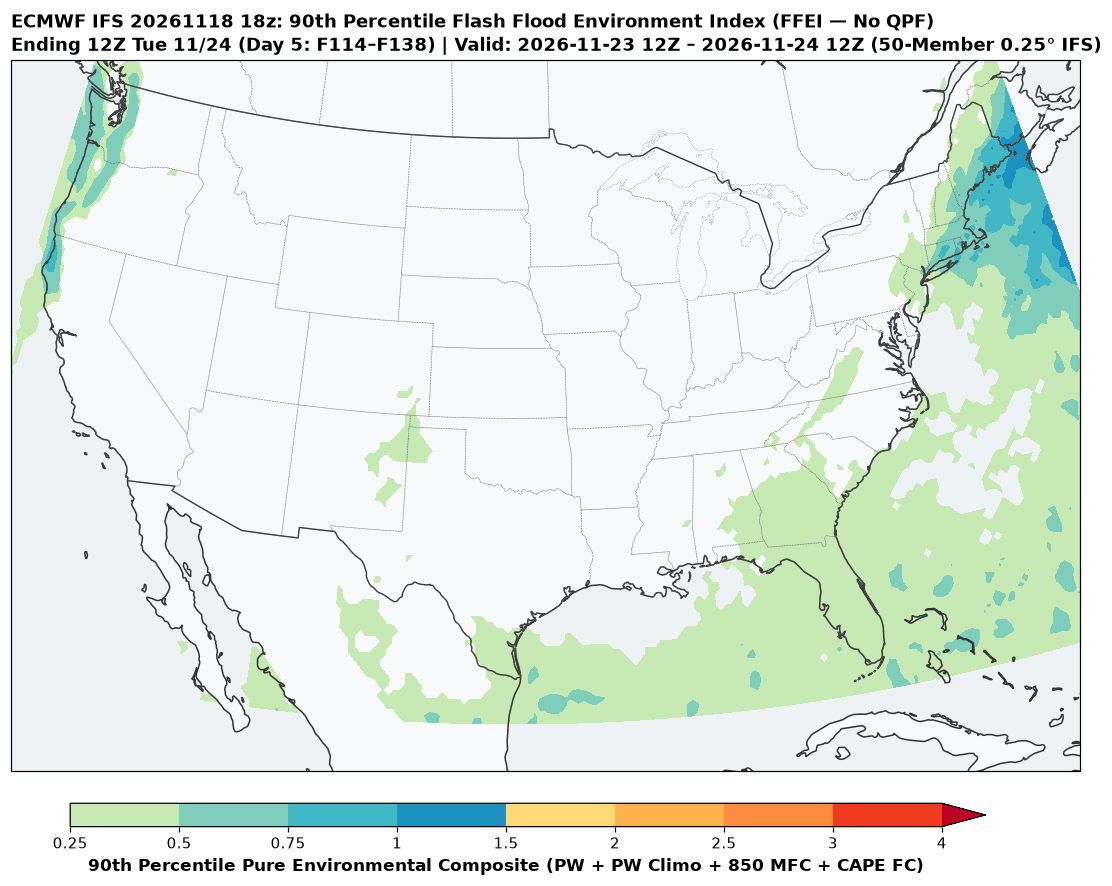 ECMWF IFS 20261118 18z: 90th Percentile Flash Flood Environment Index (FFEI — No QPF)
Ending 12Z Tue 11/24 (Day 5: F114–F138) | Valid: 2026-11-23 12Z – 2026-11-24 12Z (50-Member 0.25° IFS)
0.25 0.5 0.75 1 1.5 2 2.5 3 4
90th Percentile Pure Environmental Composite (PW + PW Climo + 850 MFC + CAPE FC)